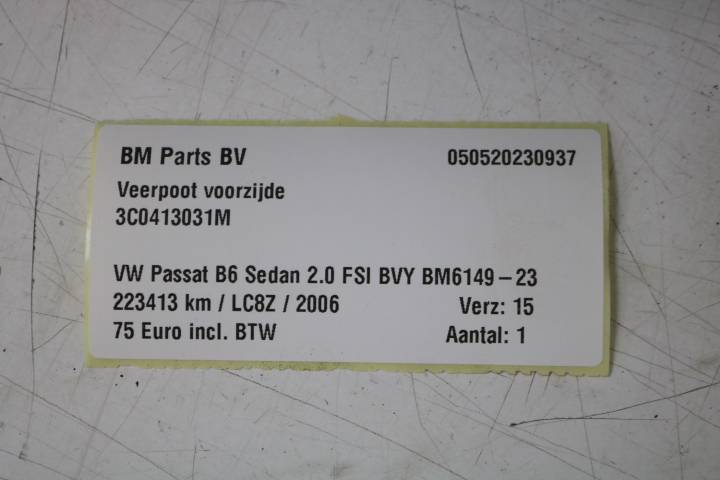 BM Parts BV 050520230937
Veerpoot voorzijde
3C0413031M
VW Passat B6 Sedan 2.0 FSI BVY BM6149-23
223413 km / LC8Z / 2006 Verz: 15
75 Euro incl. BTW Aantal: 1